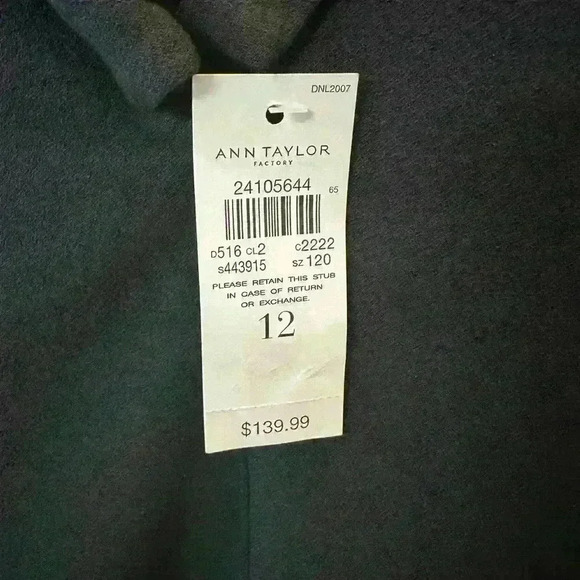 DNL2007
ANN TAYLOR
FACTORY
24105644 65
D516 CL2 C2222
S443915 SZ 120
PLEASE RETAIN THIS STUB
IN CASE OF RETURN
OR EXCHANGE.
12
$139.99